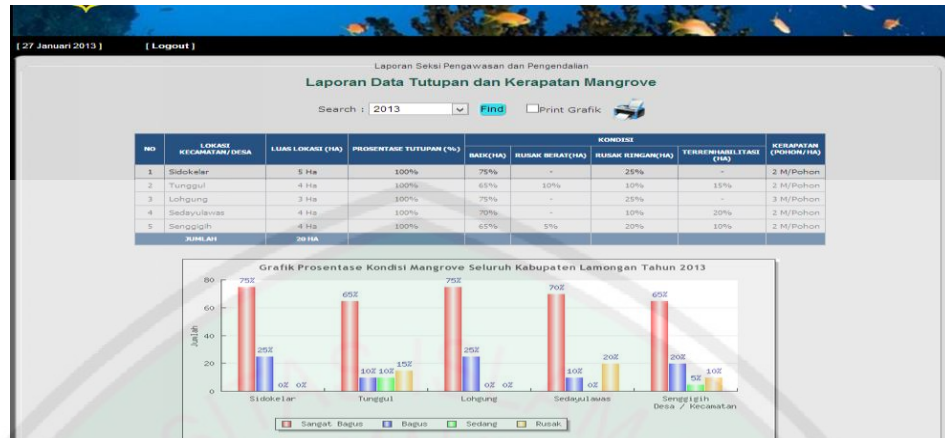 [ 27 Januari 2013 ] [ Logout ]
Laporan Seksi Pengawasan dan Pengendalian
Laporan Data Tutupan dan Kerapatan Mangrove
Search : 2013 Find Print Grafik
NO LOKASI KECAMATAN/DESA LUAS LOKASI (HA) PROSENTASE TUTUPAN (%) KONDISI KERAPATAN (POHON/HA)
BAIK(HA) RUSAK BERAT(HA) RUSAK RINGAN(HA) TERRENHABILITASI (HA)
1 Sidokelar 5 Ha 100% 75% - 25% - 2 M/Pohon
2 Tunggul 4 Ha 100% 65% 10% 10% 15% 2 M/Pohon
3 Lohgung 3 Ha 100% 75% - 25% - 3 M/Pohon
4 Sedayulawas 4 Ha 100% 70% - 10% 20% 2 M/Pohon
5 Senggigih 4 Ha 100% 65% 5% 20% 10% 2 M/Pohon
JUMLAH 20 HA
Grafik Prosentase Kondisi Mangrove Seluruh Kabupaten Lamongan Tahun 2013
Jumlah
80
60
40
20
0
75% 25% 0% 0%
65% 10% 10% 15%
75% 25% 0% 0%
70% 10% 0% 20%
65% 20% 5% 10%
Sidokelar Tunggul Lohgung Sedayulawas Senggigih
Desa / Kecamatan
Sangat Bagus Bagus Sedang Rusak